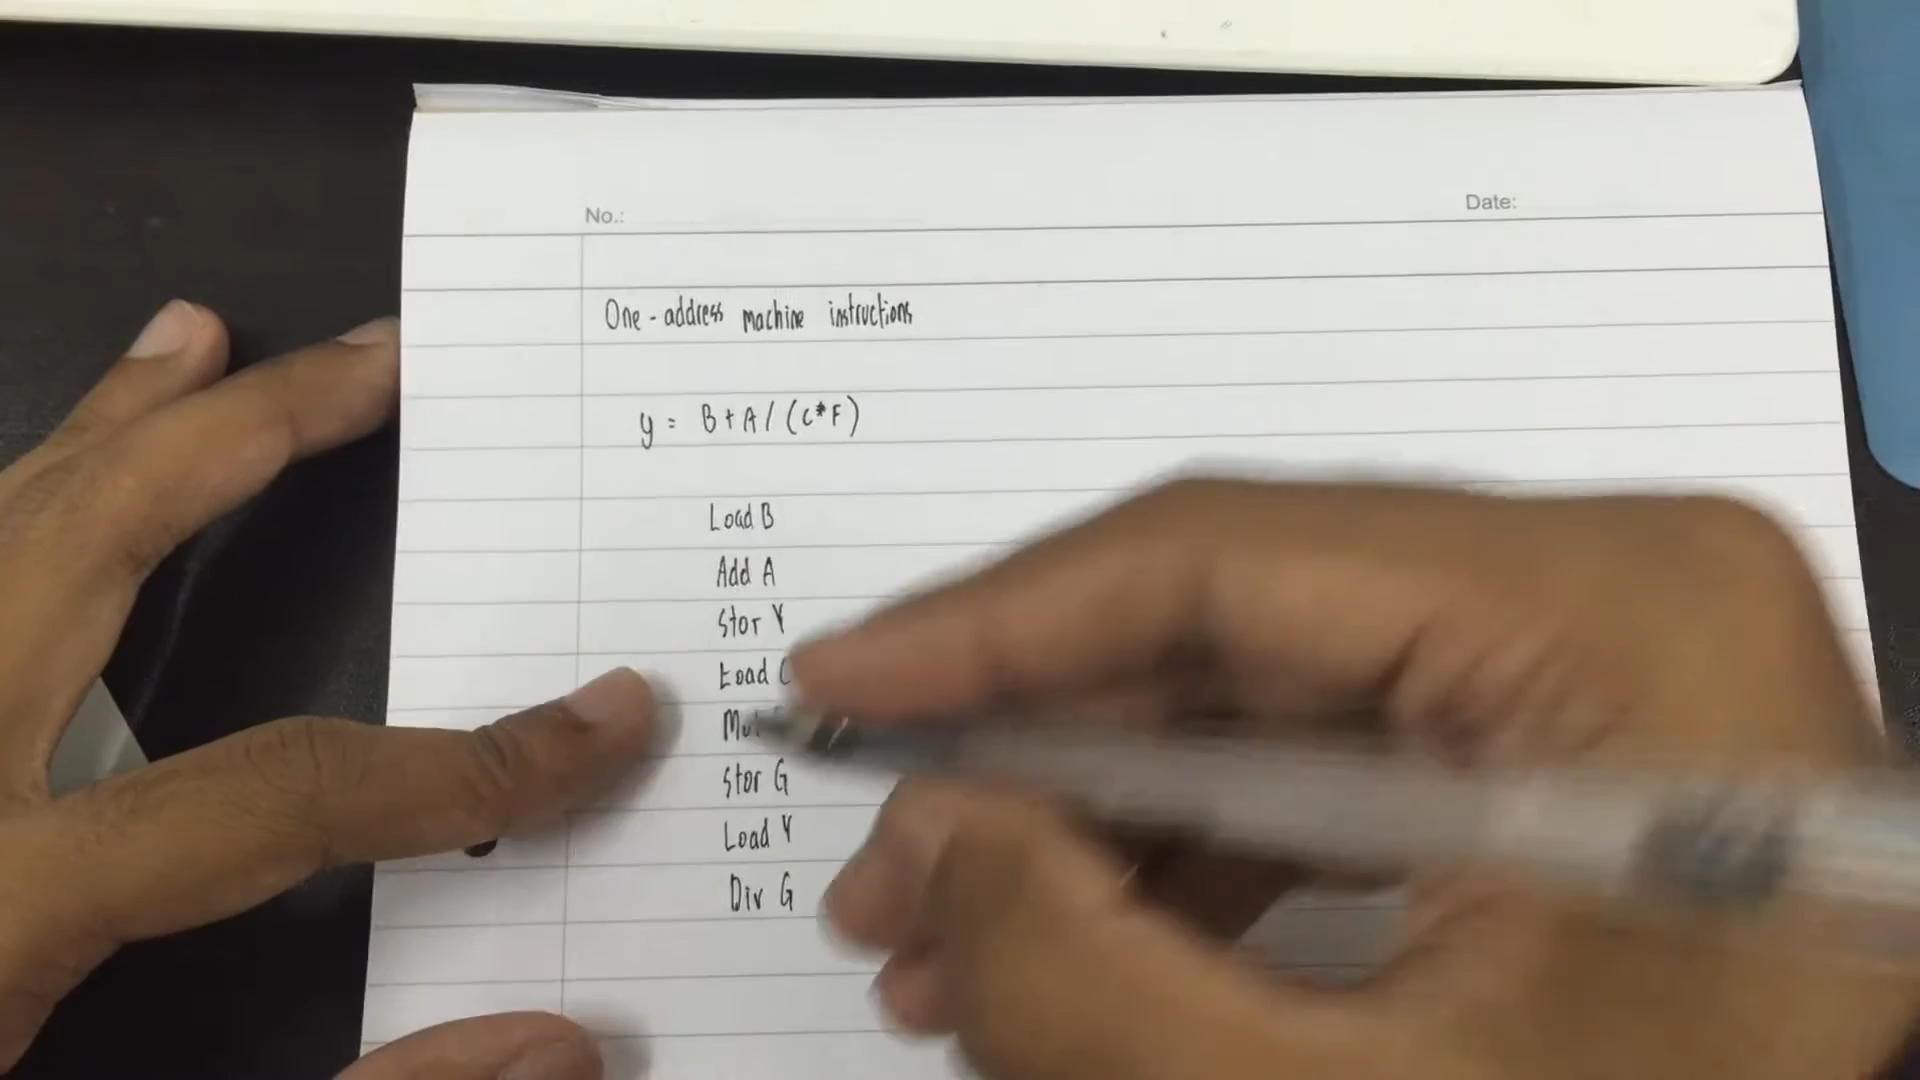 No.:
Date:
One-address machine instructions
y = B+A/(C*F)
Load B
Add A
Stor Y
Load C
Stor G
Load Y
Div G